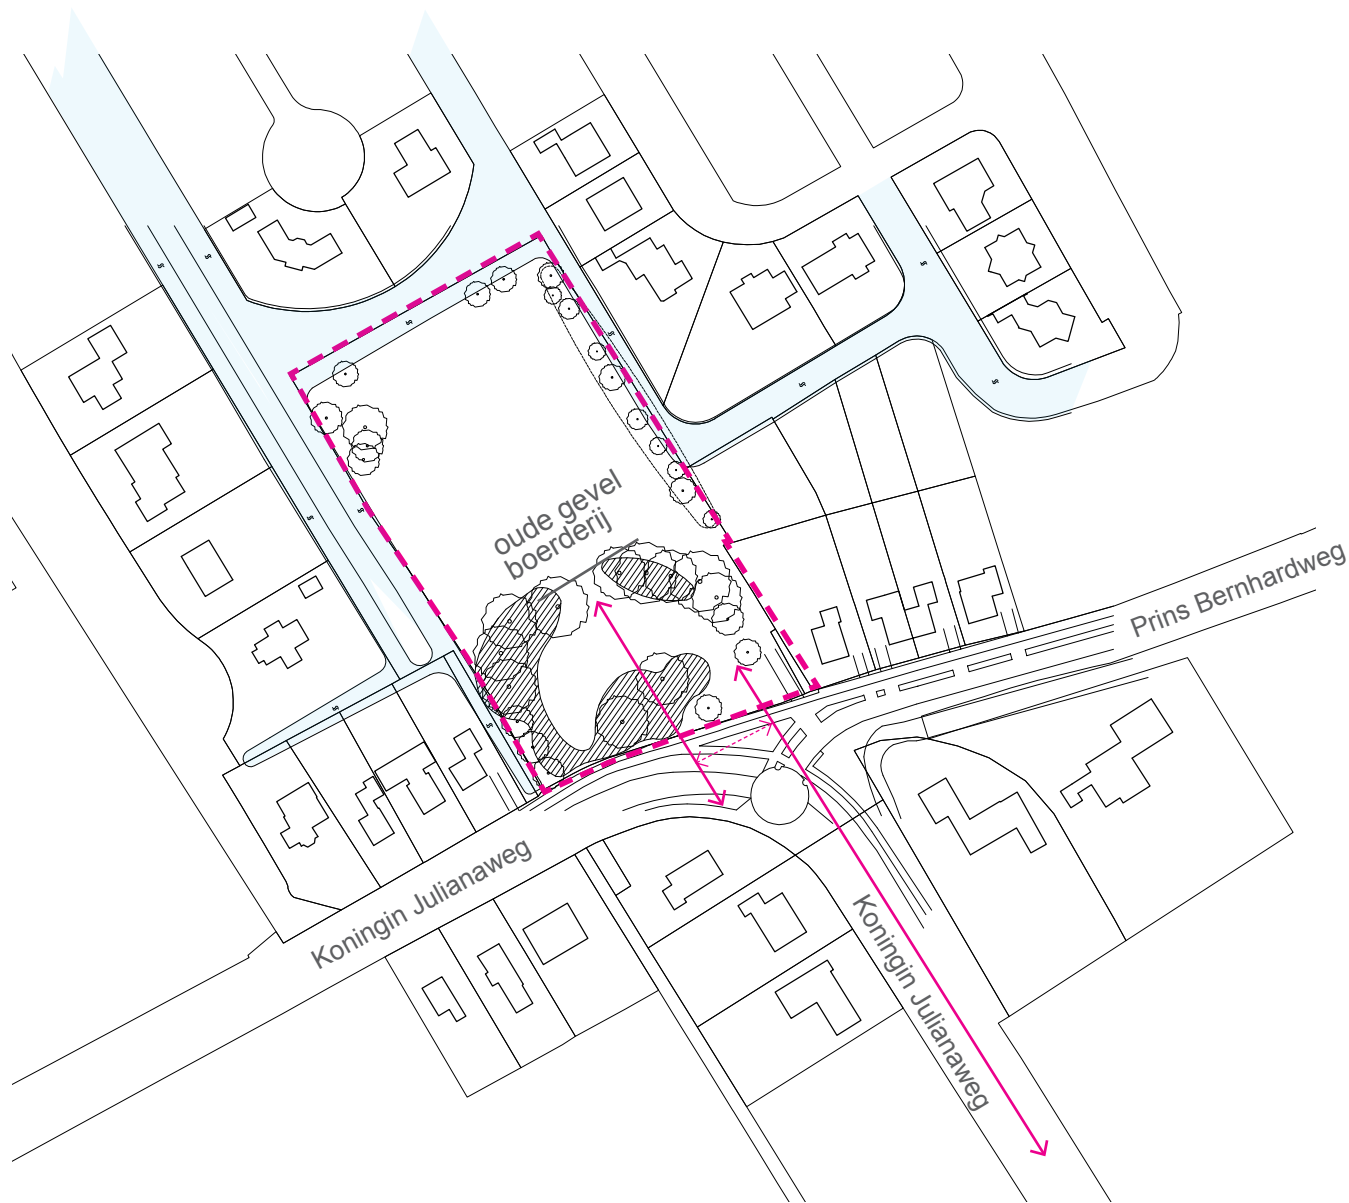 oude gevel
boerderij
Prins Bernhardweg
Koningin Julianaweg
Koningin Julianaweg